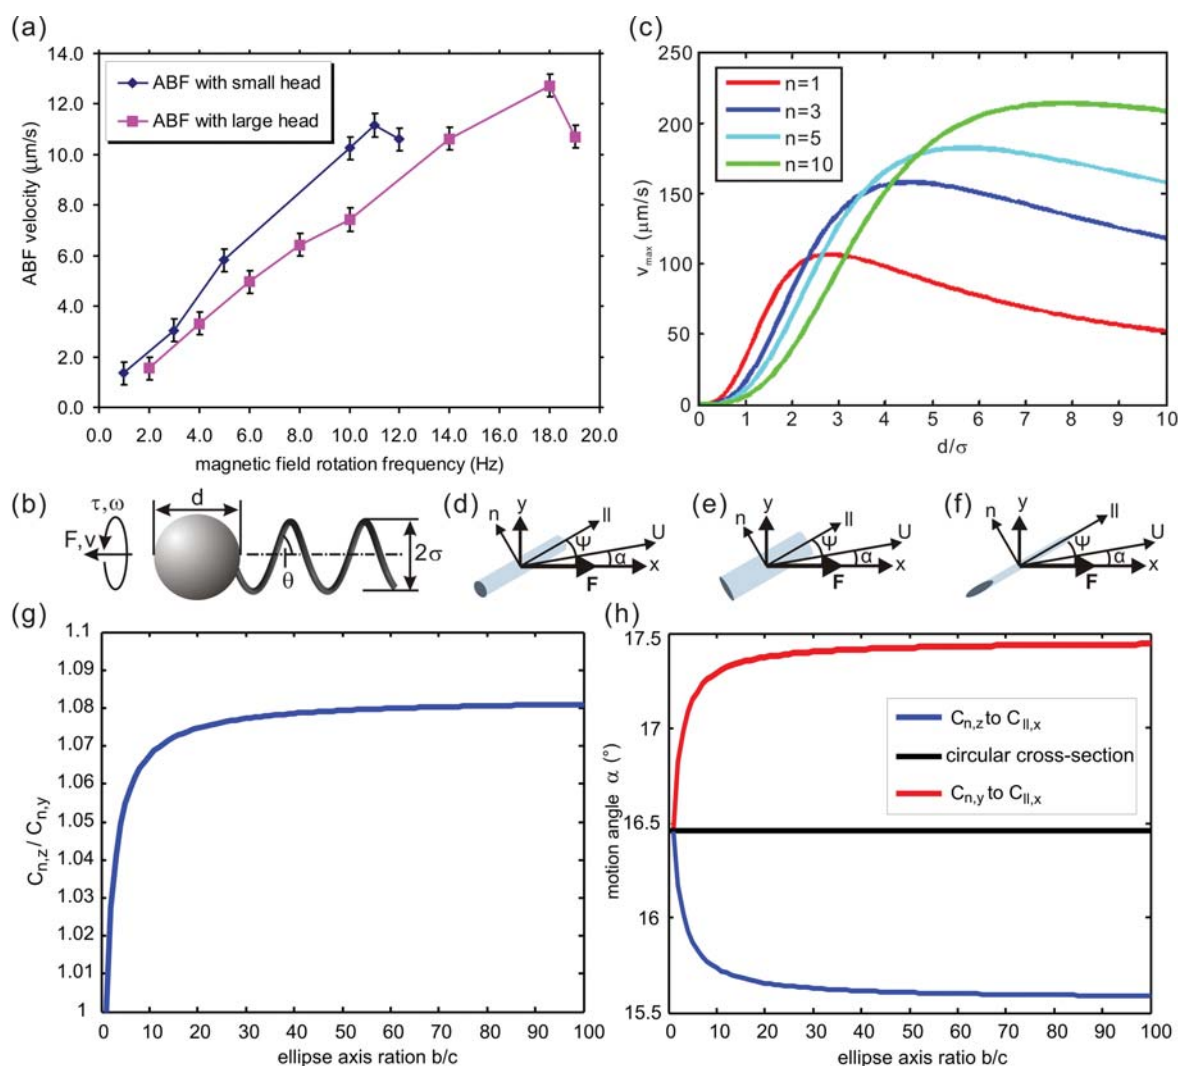 (a)
14.0
12.0
10.0
8.0
6.0
4.0
2.0
0.0
ABF velocity (µm/s)
ABF with small head
ABF with large head
0.0 2.0 4.0 6.0 8.0 10.0 12.0 14.0 16.0 18.0 20.0
magnetic field rotation frequency (Hz)
(c)
250
200
150
100
50
0
v_max (µm/s)
n=1
n=3
n=5
n=10
0 1 2 3 4 5 6 7 8 9 10
d/σ
(b)
τ,ω
F,v
d
θ
2σ
(d)
n
y
II
U
ψ
α
x
F
(e)
n
y
II
U
ψ
α
x
F
(f)
n
y
II
U
ψ
α
x
F
(g)
1.1
1.09
1.08
1.07
1.06
1.05
1.04
1.03
1.02
1.01
1
C_n,z / C_n,y
0 10 20 30 40 50 60 70 80 90 100
ellipse axis ration b/c
(h)
17.5
17
16.5
16
15.5
motion angle α (°)
C_n,z to C_II,x
circular cross-section
C_n,y to C_II,x
0 10 20 30 40 50 60 70 80 90 100
ellipse axis ratio b/c